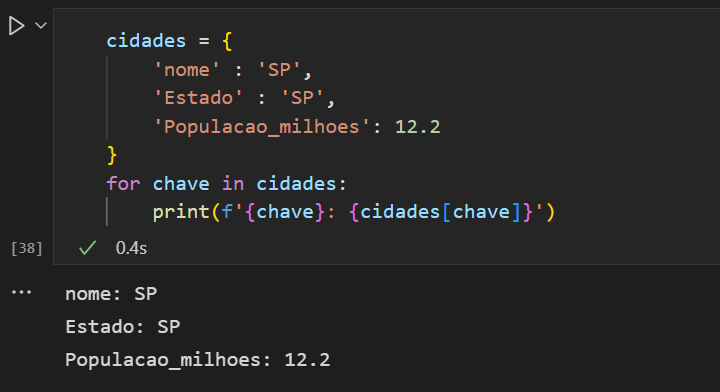 cidades = {
    'nome' : 'SP',
    'Estado' : 'SP',
    'Populacao_milhoes': 12.2
}
for chave in cidades:
    print(f'{chave}: {cidades[chave]}')
[38] 0.4s
nome: SP
Estado: SP
Populacao_milhoes: 12.2